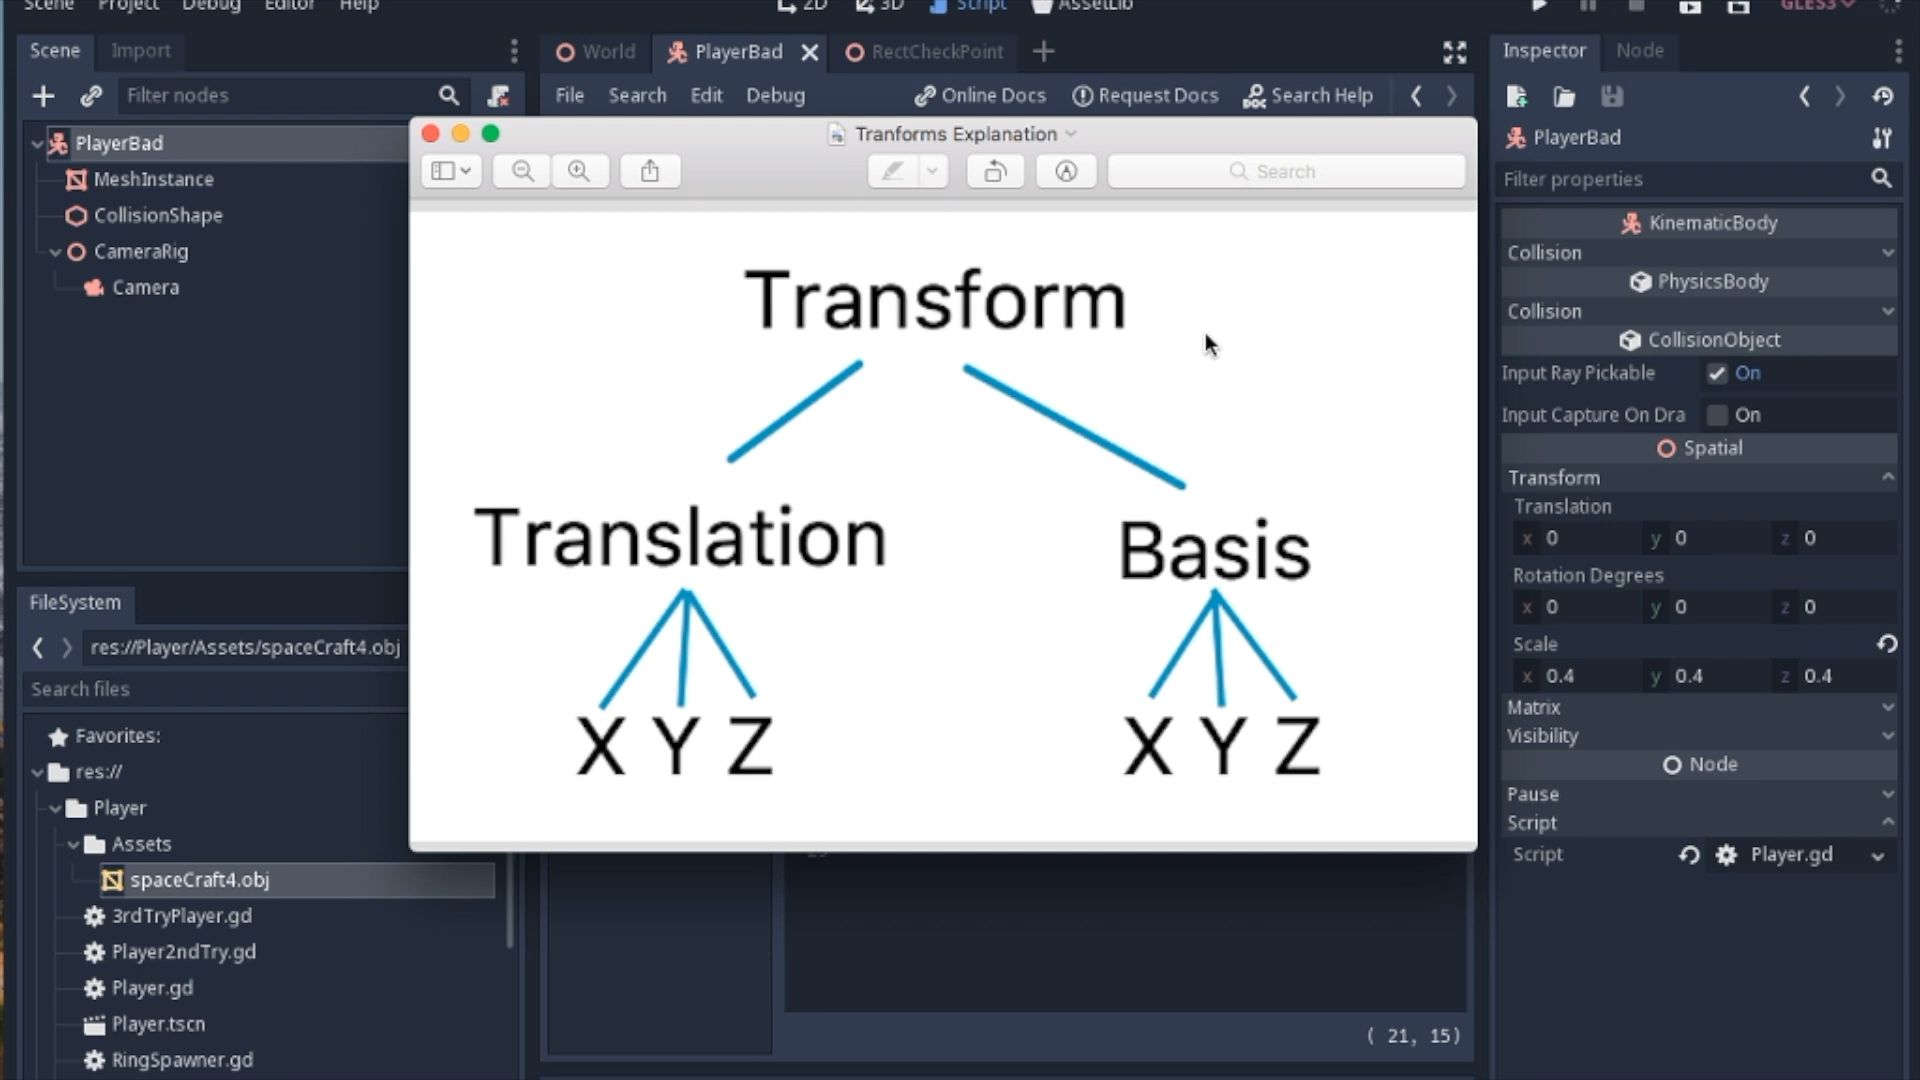 Scene Project Debug Editor Help
2D 3D Script AssetLib
GLES3
Scene Import
World PlayerBad RectCheckPoint
Inspector Node
Filter nodes
File Search Edit Debug Online Docs Request Docs Search Help
PlayerBad
MeshInstance
CollisionShape
CameraRig
Camera
Tranforms Explanation
Search
Transform
Translation Basis
X Y Z X Y Z
( 21, 15)
FileSystem
res://Player/Assets/spaceCraft4.obj
Search files
Favorites:
res://
Player
Assets
spaceCraft4.obj
3rdTryPlayer.gd
Player2ndTry.gd
Player.gd
Player.tscn
RingSpawner.gd
PlayerBad
Filter properties
KinematicBody
Collision
PhysicsBody
Collision
CollisionObject
Input Ray Pickable On
Input Capture On Dra On
Spatial
Transform
Translation
x 0 y 0 z 0
Rotation Degrees
x 0 y 0 z 0
Scale
x 0.4 y 0.4 z 0.4
Matrix
Visibility
Node
Pause
Script
Script Player.gd